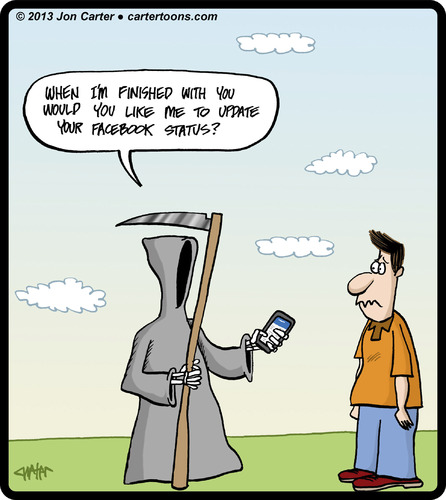 © 2013 Jon Carter ● cartertoons.com
WHEN I'M FINISHED WITH YOU
WOULD YOU LIKE ME TO UPDATE
YOUR FACEBOOK STATUS?